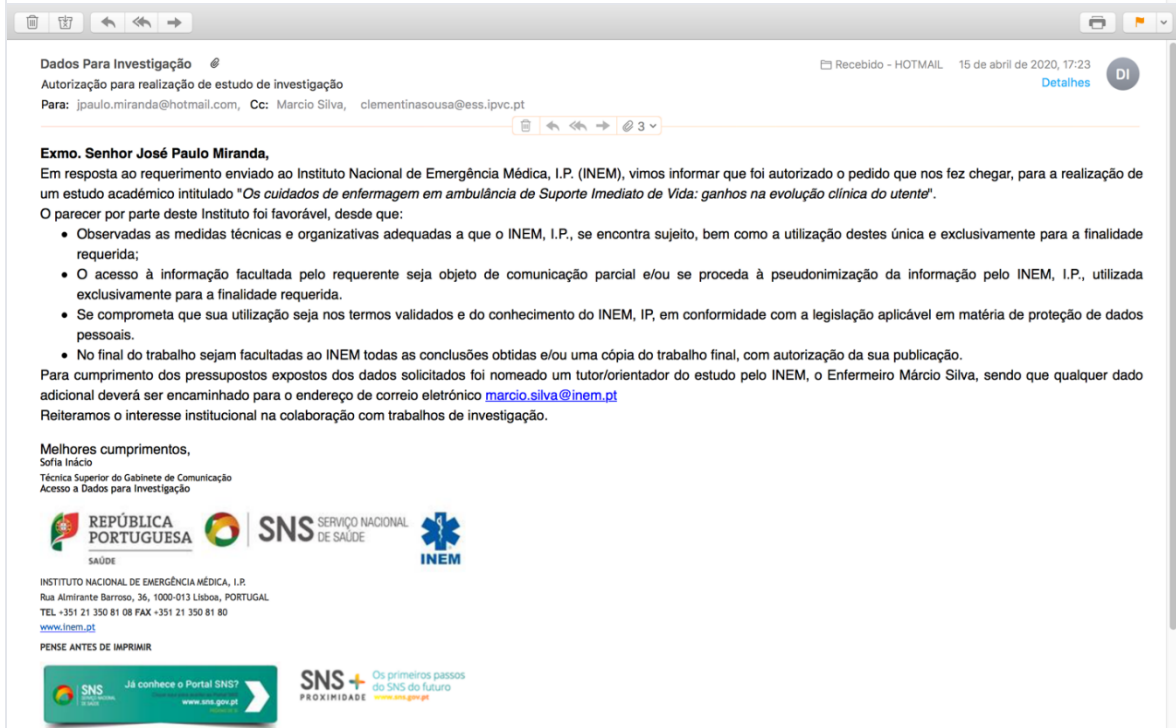 Dados Para Investigação
Recebido - HOTMAIL 15 de abril de 2020, 17:23
DI
Autorização para realização de estudo de investigação
Detalhes
Para: jpaulo.miranda@hotmail.com, Cc: Marcio Silva, clementinasousa@ess.ipvc.pt
3
Exmo. Senhor José Paulo Miranda,
Em resposta ao requerimento enviado ao Instituto Nacional de Emergência Médica, I.P. (INEM), vimos informar que foi autorizado o pedido que nos fez chegar, para a realização de
um estudo académico intitulado "Os cuidados de enfermagem em ambulância de Suporte Imediato de Vida: ganhos na evolução clínica do utente".
O parecer por parte deste Instituto foi favorável, desde que:
• Observadas as medidas técnicas e organizativas adequadas a que o INEM, I.P., se encontra sujeito, bem como a utilização destes única e exclusivamente para a finalidade
requerida;
• O acesso à informação facultada pelo requerente seja objeto de comunicação parcial e/ou se proceda à pseudonimização da informação pelo INEM, I.P., utilizada
exclusivamente para a finalidade requerida.
• Se comprometa que sua utilização seja nos termos validados e do conhecimento do INEM, IP, em conformidade com a legislação aplicável em matéria de proteção de dados
pessoais.
• No final do trabalho sejam facultadas ao INEM todas as conclusões obtidas e/ou uma cópia do trabalho final, com autorização da sua publicação.
Para cumprimento dos pressupostos expostos dos dados solicitados foi nomeado um tutor/orientador do estudo pelo INEM, o Enfermeiro Márcio Silva, sendo que qualquer dado
adicional deverá ser encaminhado para o endereço de correio eletrónico marcio.silva@inem.pt
Reiteramos o interesse institucional na colaboração com trabalhos de investigação.
Melhores cumprimentos,
Sofia Inácio
Técnica Superior do Gabinete de Comunicação
Acesso a Dados para Investigação
REPÚBLICA
PORTUGUESA
SAÚDE
SNS SERVIÇO NACIONAL
DE SAÚDE
INEM
INSTITUTO NACIONAL DE EMERGÊNCIA MÉDICA, I.P.
Rua Almirante Barroso, 36, 1000-013 Lisboa, PORTUGAL
TEL +351 21 350 81 08 FAX +351 21 350 81 80
www.inem.pt
PENSE ANTES DE IMPRIMIR
SNS
Já conhece o Portal SNS?
www.sns.gov.pt
SNS +
PROXIMIDADE
Os primeiros passos
do SNS do futuro
www.sns.gov.pt